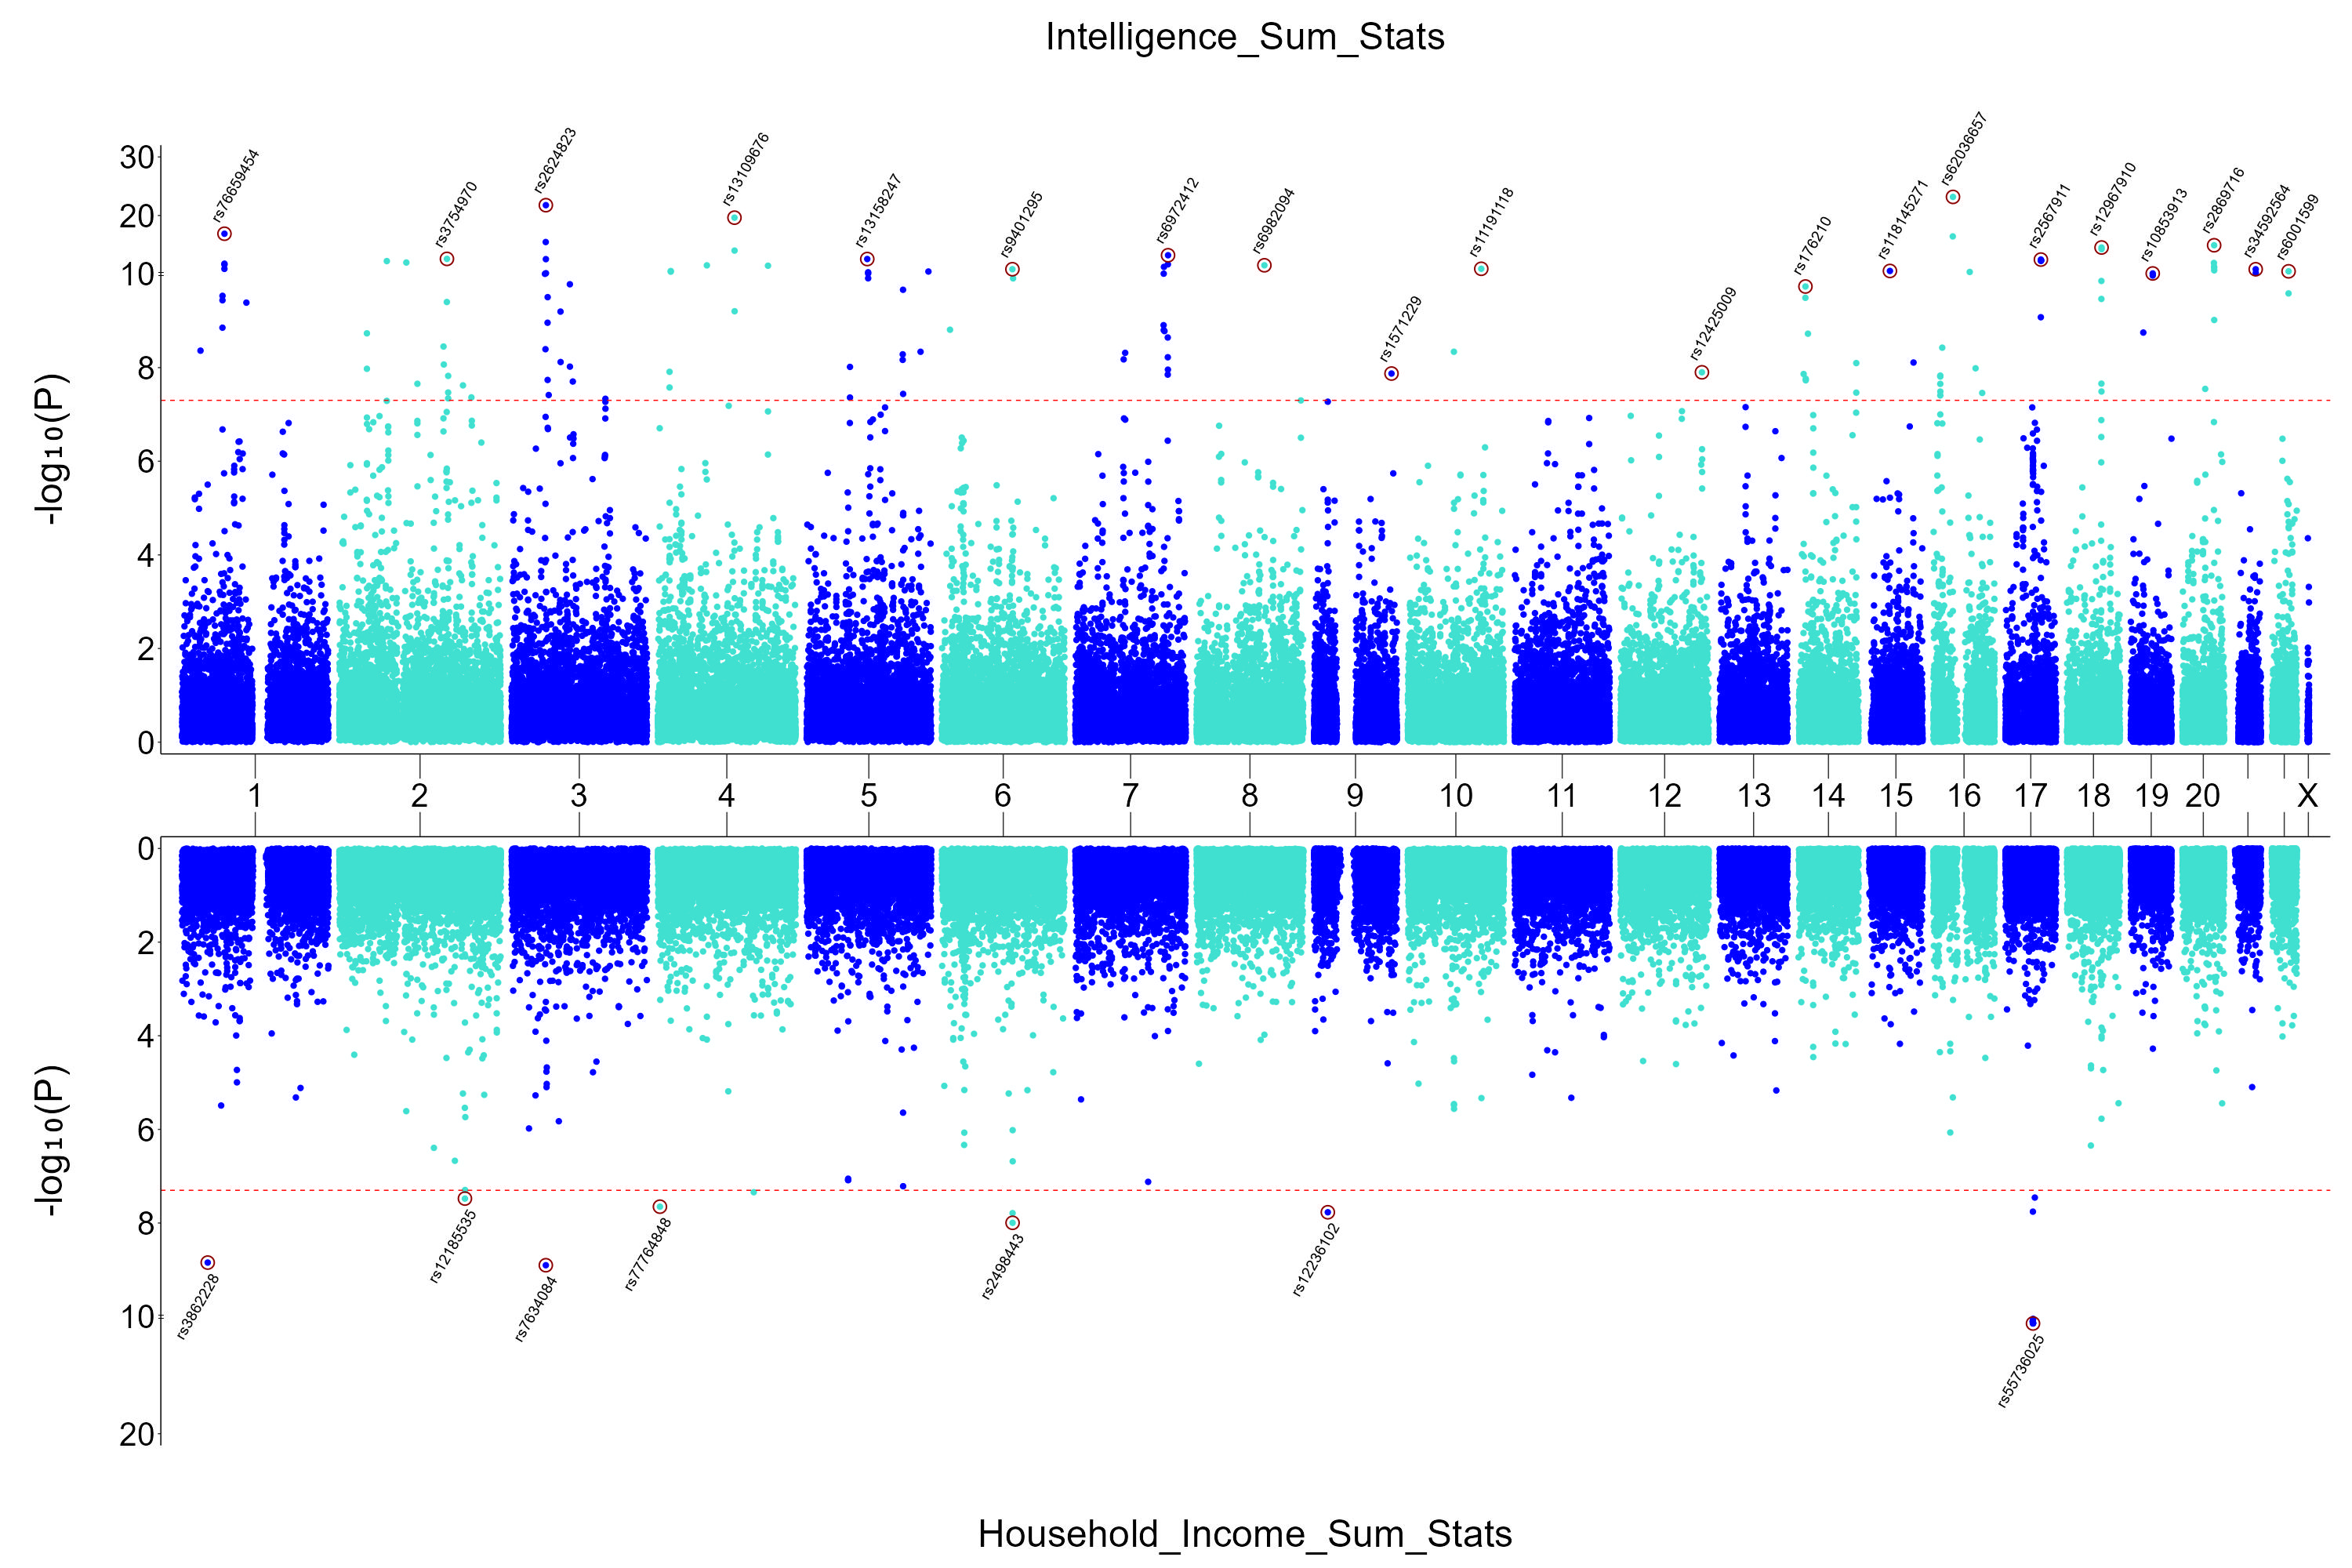 Intelligence_Sum_Stats
rs76659454
rs3754970
rs2624823
rs13109676
rs13158247
rs9401295
rs6972412
rs6982094
rs1571229
rs11191118
rs12425009
rs176210
rs118145271
rs62036657
rs2567911
rs12967910
rs10853913
rs2869716
rs34592564
rs6001599
-log₁₀(P)
30
20
10
8
6
4
2
0
1 2 3 4 5 6 7 8 9 10 11 12 13 14 15 16 17 18 19 20 X
-log₁₀(P)
0
2
4
6
8
10
20
rs3862228
rs12185535
rs7634084
rs77764848
rs2498443
rs12236102
rs55736025
Household_Income_Sum_Stats